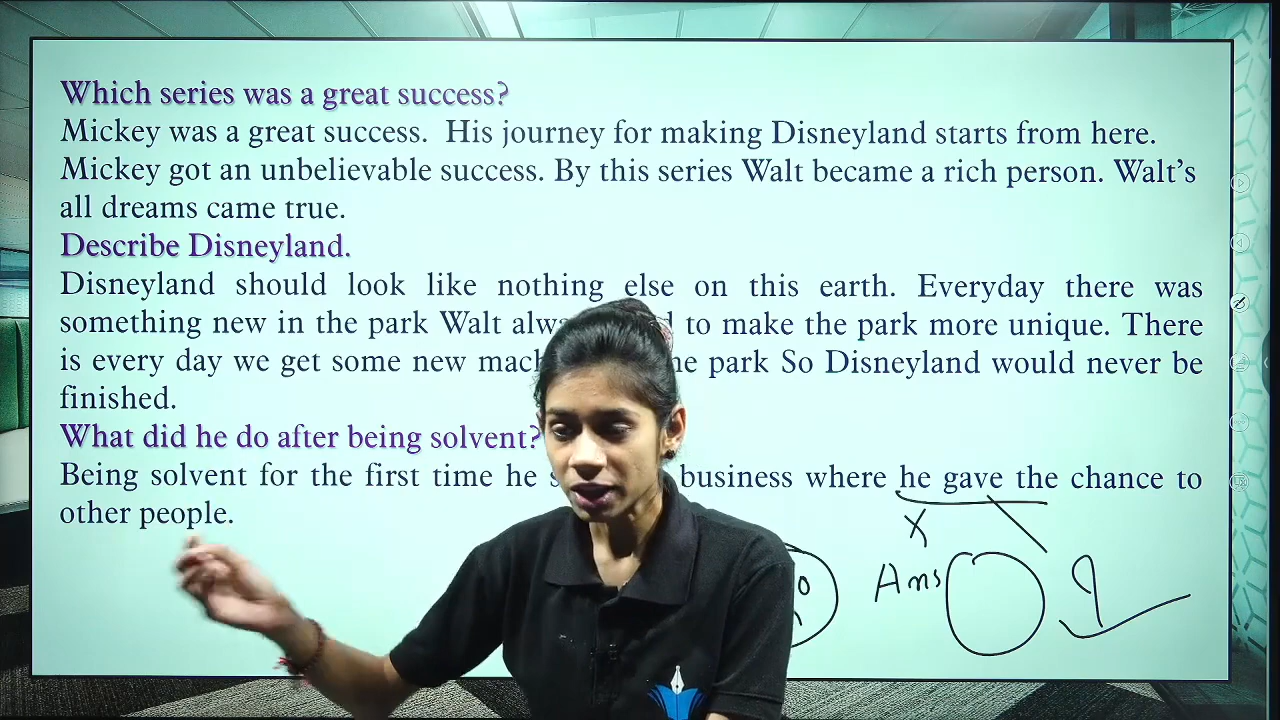 Which series was a great success?
Mickey was a great success. His journey for making Disneyland starts from here.
Mickey got an unbelievable success. By this series Walt became a rich person. Walt's
all dreams came true.
Describe Disneyland.
Disneyland should look like nothing else on this earth. Everyday there was
something new in the park Walt to make the park more unique. There
is every day we get some new park So Disneyland would never be
finished.
What did he do after being solvent?
Being solvent for the first time he business where he gave the chance to
other people.
Ans